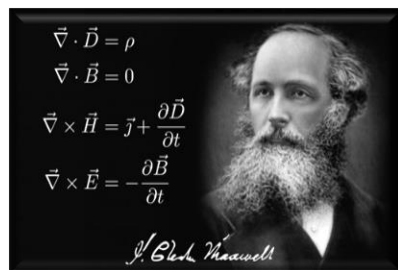 ∇⃗ · D⃗ = ρ
∇⃗ · B⃗ = 0
∇⃗ × H⃗ = j⃗ + ∂D⃗/∂t
∇⃗ × E⃗ = −∂B⃗/∂t
J. Clerk Maxwell